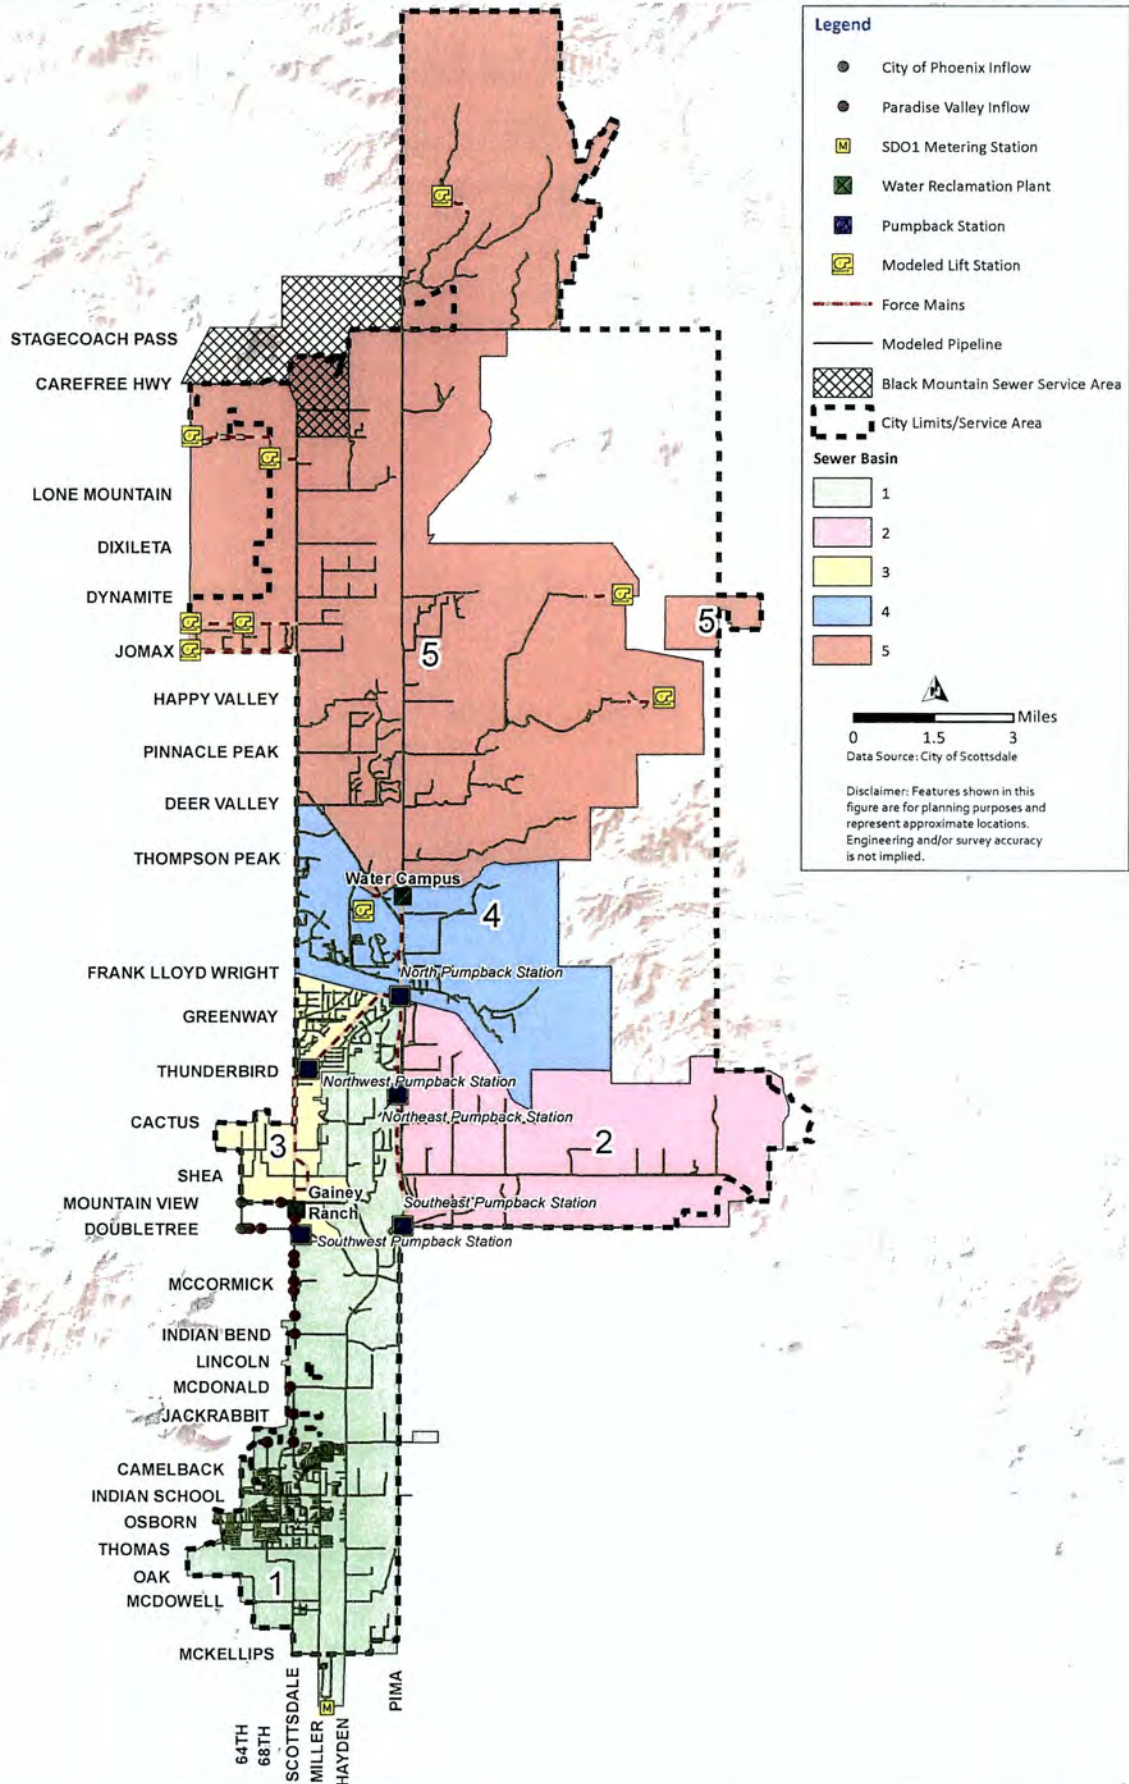 Legend
City of Phoenix Inflow
Paradise Valley Inflow
M
SDO1 Metering Station
Water Reclamation Plant
Pumpback Station
Modeled Lift Station
Force Mains
Modeled Pipeline
Black Mountain Sewer Service Area
City Limits/Service Area
Sewer Basin
1
2
3
4
5
Miles
0 1.5 3
Data Source: City of Scottsdale
Disclaimer: Features shown in this
figure are for planning purposes and
represent approximate locations.
Engineering and/or survey accuracy
is not implied.
STAGECOACH PASS
CAREFREE HWY
LONE MOUNTAIN
DIXILETA
DYNAMITE
5
JOMAX
5
HAPPY VALLEY
PINNACLE PEAK
DEER VALLEY
THOMPSON PEAK
Water Campus
4
FRANK LLOYD WRIGHT
North Pumpback Station
GREENWAY
THUNDERBIRD
Northwest Pumpback Station
Northeast Pumpback Station
CACTUS
3
2
SHEA
MOUNTAIN VIEW
Gainey
Ranch
Southeast Pumpback Station
DOUBLETREE
Southwest Pumpback Station
MCCORMICK
INDIAN BEND
LINCOLN
MCDONALD
JACKRABBIT
CAMELBACK
INDIAN SCHOOL
OSBORN
THOMAS
OAK
1
MCDOWELL
MCKELLIPS
M
64TH
68TH
SCOTTSDALE
MILLER
HAYDEN
PIMA